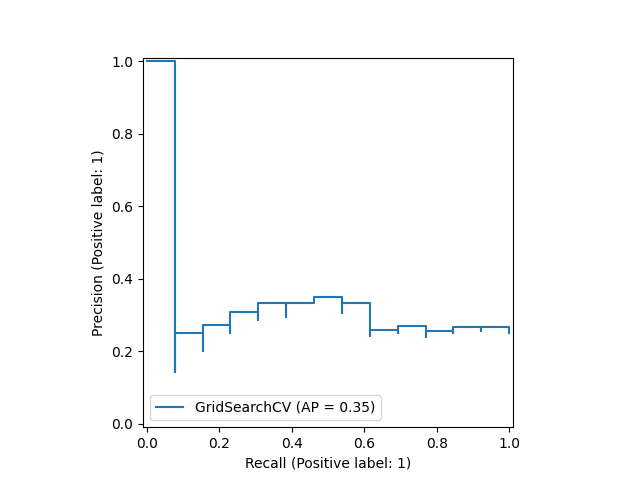 1.0
0.8
0.6
0.4
0.2
0.0
Precision (Positive label: 1)
GridSearchCV (AP = 0.35)
0.0 0.2 0.4 0.6 0.8 1.0
Recall (Positive label: 1)